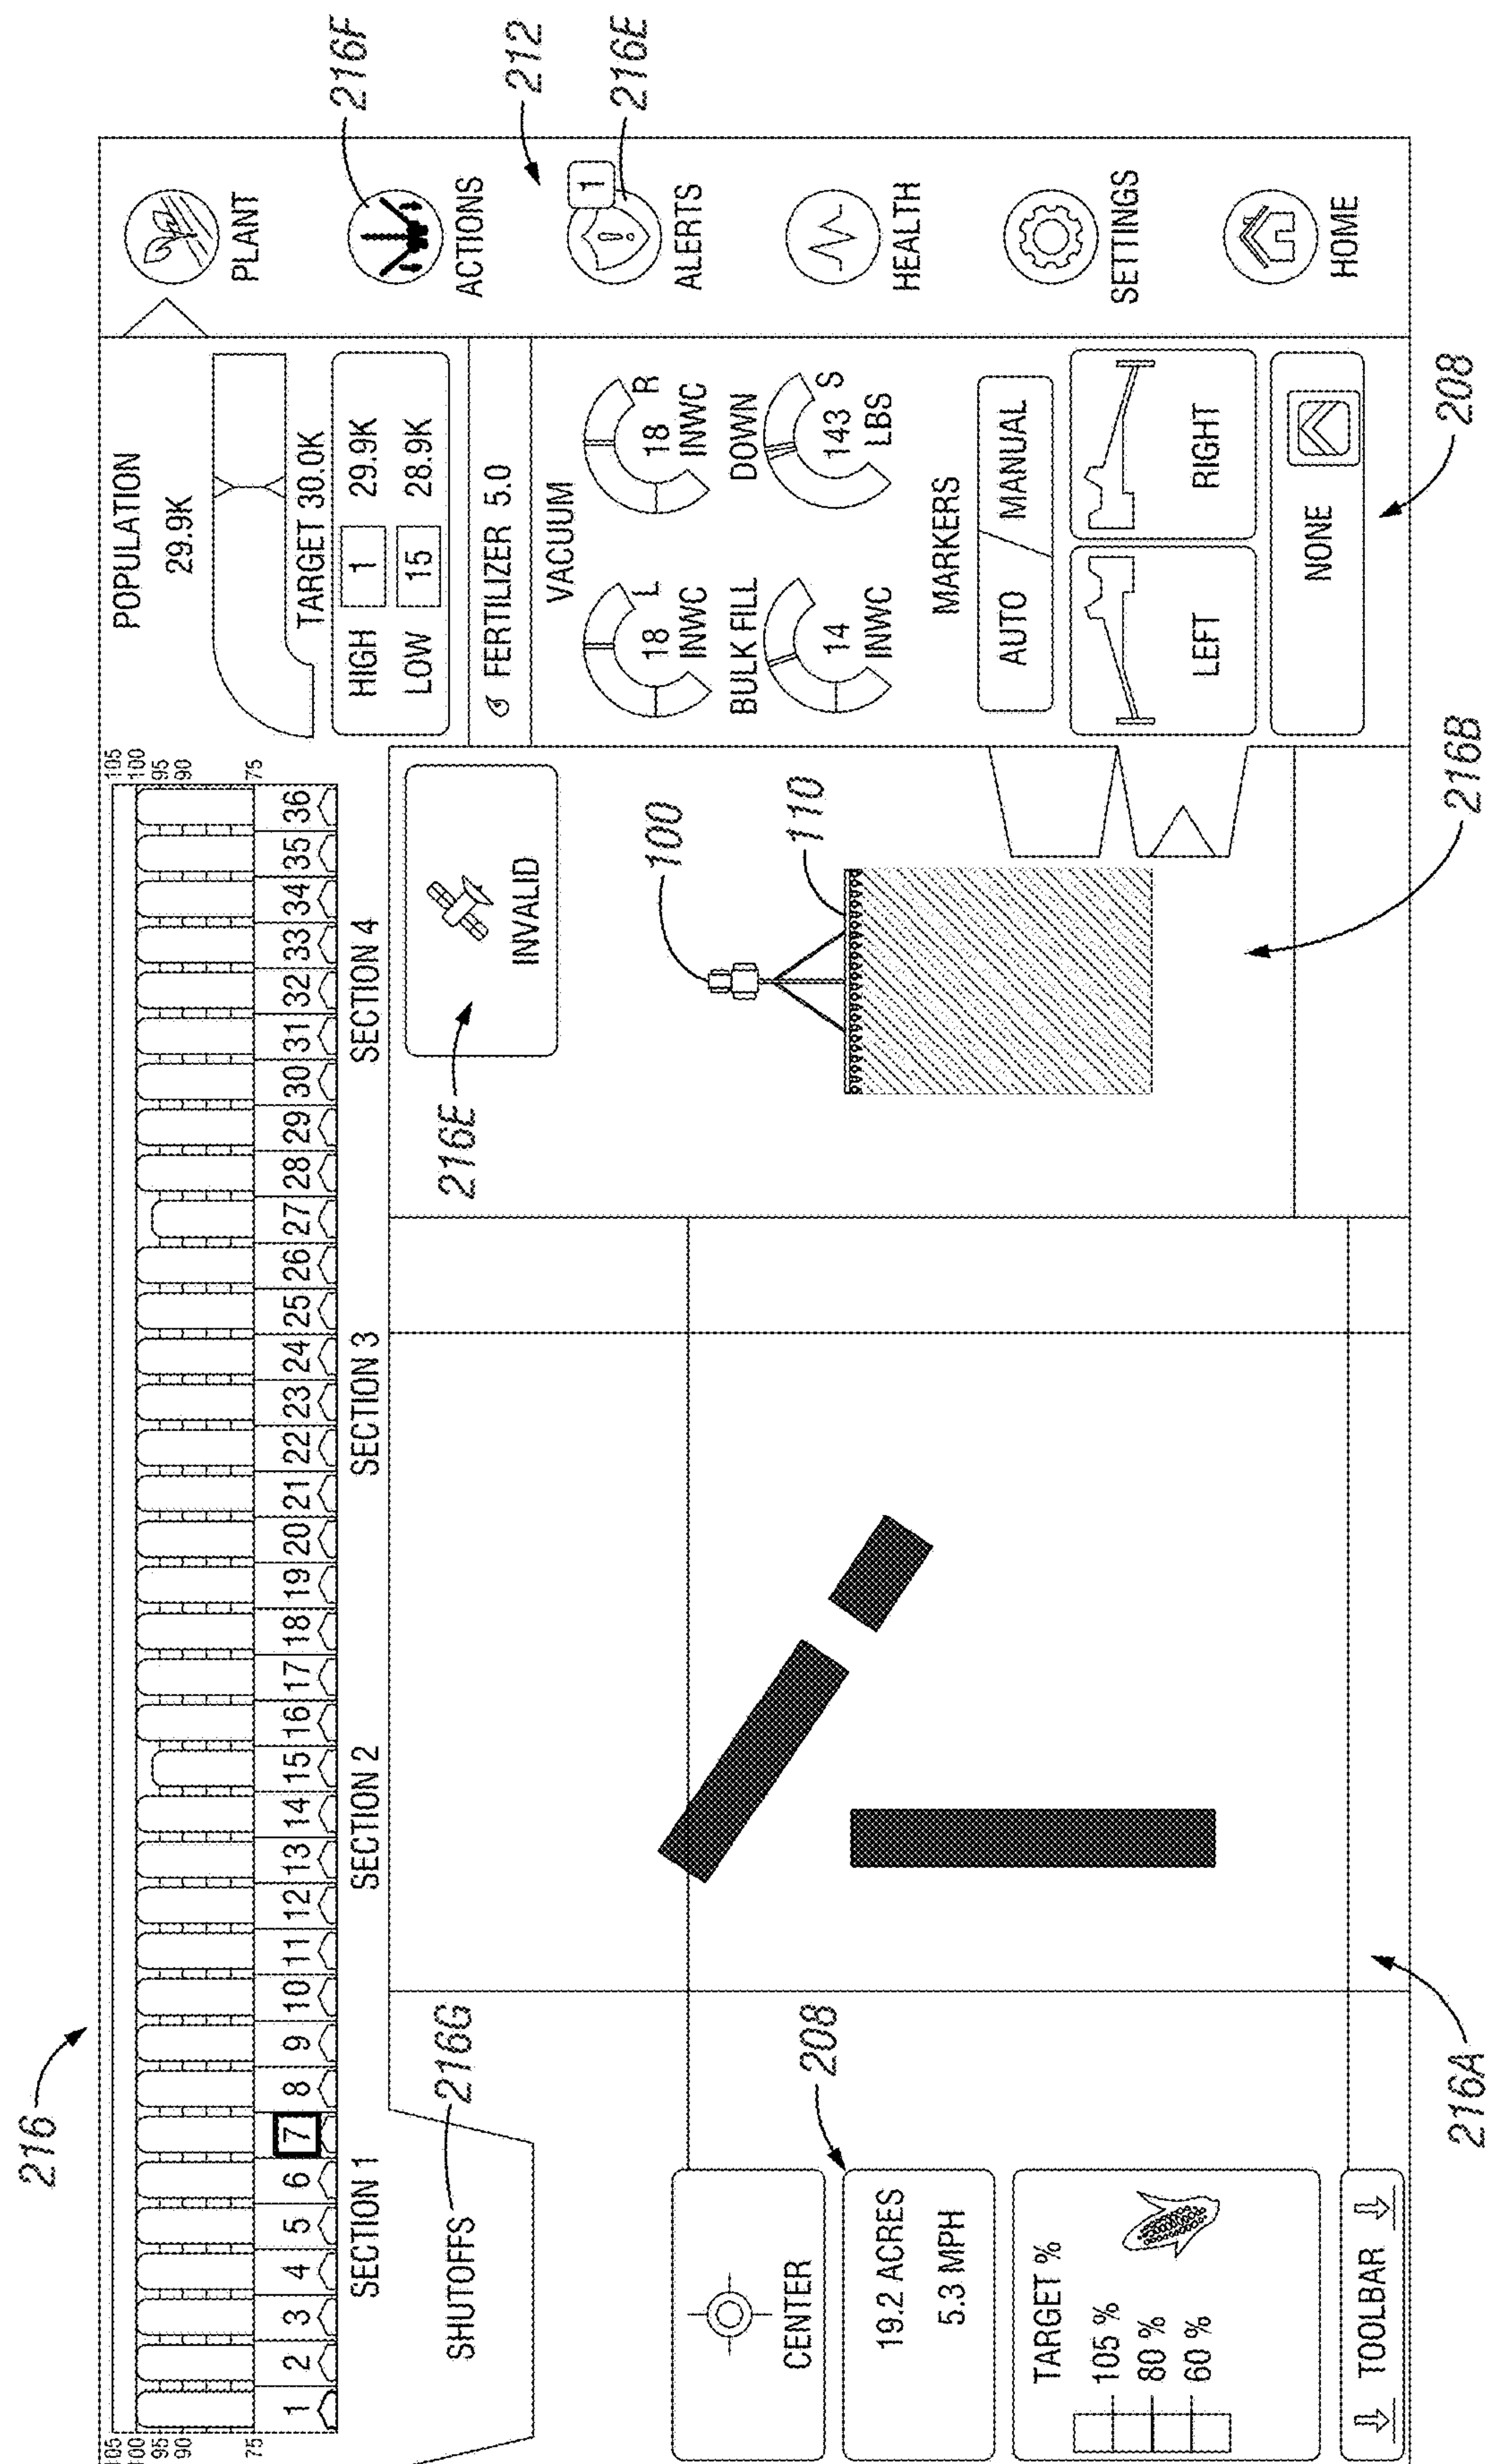 216
105
100
95
90
75
105
100
95
90
75
1 2 3 4 5 6 7 8 9 10 11 12 13 14 15 16 17 18 19 20 21 22 23 24 25 26 27 28 29 30 31 32 33 34 35 36
SECTION 1 SECTION 2 SECTION 3 SECTION 4
SHUTOFFS 216G
216E
INVALID
CENTER
208
19.2 ACRES
5.3 MPH
TARGET %
105 %
80 %
60 %
TOOLBAR
216A
100
110
216B
POPULATION
29.9K
TARGET 30.0K
HIGH 1 29.9K
LOW 15 28.9K
FERTILIZER 5.0
VACUUM
18 L
INWC
18 R
INWC
BULK FILL DOWN
14
INWC
143 S
LBS
MARKERS
AUTO MANUAL
LEFT RIGHT
NONE
208
PLANT
216F
ACTIONS
212
1
216E
ALERTS
HEALTH
SETTINGS
HOME